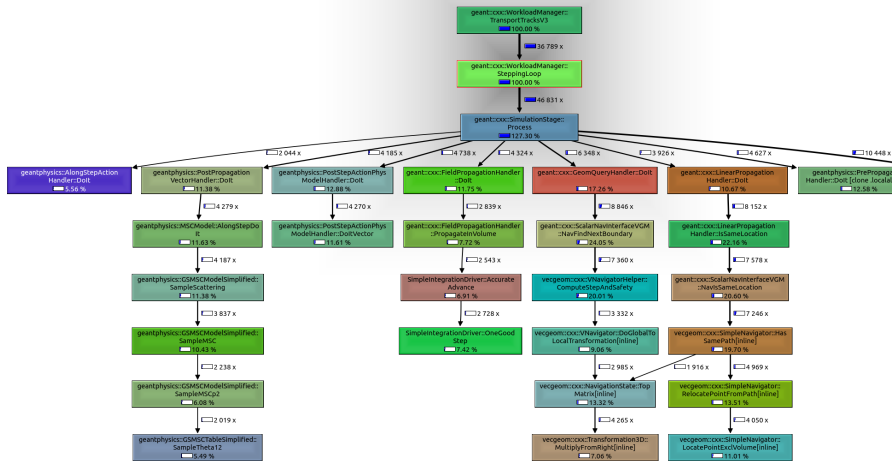 geant::cxx::WorkloadManager::
TransportTracksV3
100.00 %
36 789 x
geant::cxx::WorkloadManager::
SteppingLoop
100.00 %
46 831 x
geant::cxx::SimulationStage::
Process
127.30 %
2 044 x
4 185 x
4 738 x
4 324 x
6 348 x
3 926 x
4 627 x
10 448 x
geantphysics::AlongStepAction
Handler::DoIt
5.56 %
geantphysics::PostPropagation
VectorHandler::DoIt
11.38 %
geantphysics::PostStepActionPhys
ModelHandler::DoIt
12.88 %
geant::cxx::FieldPropagationHandler
::DoIt
11.75 %
geant::cxx::GeomQueryHandler::DoIt
17.26 %
geant::cxx::LinearPropagation
Handler::DoIt
10.67 %
geantphysics::PrePropa
Handler::DoIt [clone .localalia
12.58 %
4 279 x
4 270 x
2 839 x
8 846 x
8 152 x
geantphysics::MSCModel::AlongStepDo
It
11.63 %
geantphysics::PostStepActionPhys
ModelHandler::DoItVector
11.61 %
geant::cxx::FieldPropagationHandler
::PropagateInVolume
7.72 %
geant::cxx::ScalarNavInterfaceVGM
::NavFindNextBoundary
24.05 %
geant::cxx::LinearPropagation
Handler::IsSameLocation
22.16 %
4 187 x
2 543 x
7 360 x
7 578 x
geantphysics::GSMSCModelSimplified::
SampleScattering
11.38 %
SimpleIntegrationDriver::Accurate
Advance
6.91 %
vecgeom::cxx::VNavigatorHelper::
ComputeStepAndSafety
20.01 %
geant::cxx::ScalarNavInterfaceVGM
::NavIsSameLocation
20.60 %
3 837 x
2 728 x
3 332 x
7 246 x
geantphysics::GSMSCModelSimplified::
SampleMSC
10.43 %
SimpleIntegrationDriver::OneGood
Step
7.42 %
vecgeom::cxx::VNavigator::DoGlobalTo
LocalTransformation[inline]
9.06 %
vecgeom::cxx::SimpleNavigator::Has
SamePath[inline]
19.70 %
2 238 x
2 985 x
1 916 x
4 969 x
geantphysics::GSMSCModelSimplified::
SampleMSCp2
6.08 %
vecgeom::cxx::NavigationState::Top
Matrix[inline]
13.32 %
vecgeom::cxx::SimpleNavigator::
RelocatePointFromPath[inline]
13.51 %
2 019 x
4 265 x
4 050 x
geantphysics::GSMSCTableSimplified::
SampleTheta12
5.49 %
vecgeom::cxx::Transformation3D::
MultiplyFromRight[inline]
7.06 %
vecgeom::cxx::SimpleNavigator::
LocatePointExclVolume[inline]
11.01 %